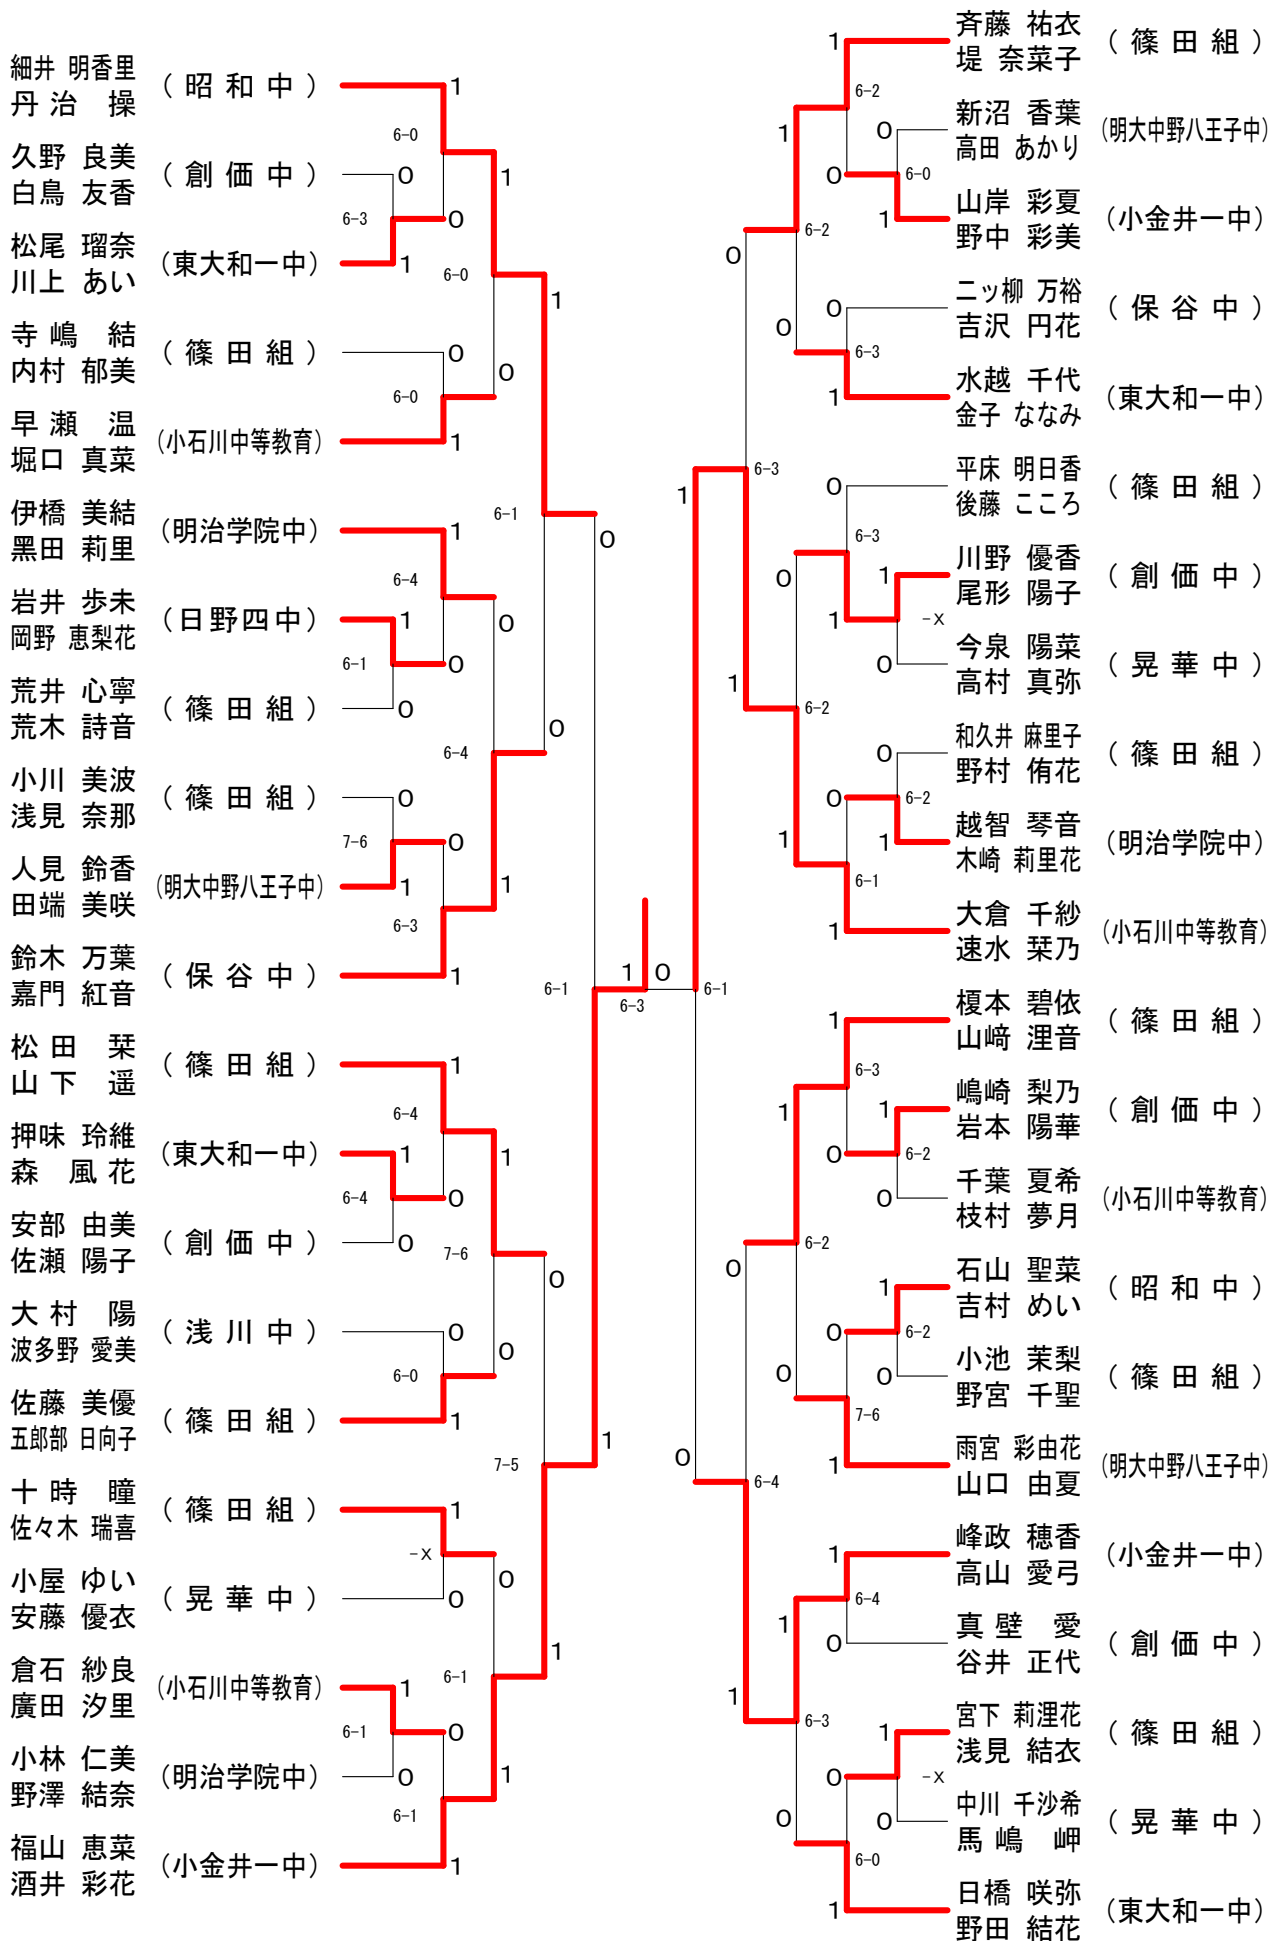 細井 明香里
丹治 操
(昭和中)
1
6-0
久野 良美
白鳥 友香
(創価中)
0
1
6-3
0
松尾 瑠奈
川上 あい
(東大和一中)
1
6-0
1
寺嶋 結
内村 郁美
(篠田組)
0
0
6-0
早瀬 温
堀口 真菜
(小石川中等教育)
1
6-1
0
伊橋 美結
黑田 莉里
(明治学院中)
1
6-4
岩井 歩未
岡野 恵梨花
(日野四中)
1
0
6-1
0
荒井 心寧
荒木 詩音
(篠田組)
0
0
6-4
小川 美波
浅見 奈那
(篠田組)
0
7-6
0
人見 鈴香
田端 美咲
(明大中野八王子中)
1
1
6-3
鈴木 万葉
嘉門 紅音
(保谷中)
1
6-1
1
0
6-3
6-1
松田 栞
山下 遥
(篠田組)
1
6-4
押味 玲維
森 風花
(東大和一中)
1
1
6-4
0
安部 由美
佐瀬 陽子
(創価中)
0
7-6
0
大村 陽
波多野 愛美
(浅川中)
0
0
6-0
佐藤 美優
五郎部 日向子
(篠田組)
1
7-5
1
十時 瞳
佐々木 瑞喜
(篠田組)
1
-X
0
小屋 ゆい
安藤 優衣
(晃華中)
0
1
倉石 紗良
廣田 汐里
(小石川中等教育)
1
6-1
6-1
0
小林 仁美
野澤 結奈
(明治学院中)
0
1
6-1
福山 恵菜
酒井 彩花
(小金井一中)
1
1
斉藤 祐衣
堤 奈菜子
(篠田組)
6-2
1
0
新沼 香葉
高田 あかり
(明大中野八王子中)
0
6-0
1
山岸 彩夏
野中 彩美
(小金井一中)
0
6-2
0
二ッ柳 万裕
吉沢 円花
(保谷中)
0
6-3
1
水越 千代
金子 ななみ
(東大和一中)
1
6-3
0
平床 明日香
後藤 こころ
(篠田組)
6-3
0
1
川野 優香
尾形 陽子
(創価中)
1
-X
0
今泉 陽菜
高村 真弥
(晃華中)
1
6-2
0
和久井 麻里子
野村 侑花
(篠田組)
0
6-2
1
1
越智 琴音
木崎 莉里花
(明治学院中)
6-1
1
大倉 千紗
速水 栞乃
(小石川中等教育)
1
榎本 碧依
山﨑 浬音
(篠田組)
6-3
1
1
嶋崎 梨乃
岩本 陽華
(創価中)
0
6-2
0
千葉 夏希
枝村 夢月
(小石川中等教育)
0
6-2
1
石山 聖菜
吉村 めい
(昭和中)
0
6-2
0
0
小池 茉梨
野宮 千聖
(篠田組)
7-6
1
雨宮 彩由花
山口 由夏
(明大中野八王子中)
0
6-4
1
峰政 穂香
高山 愛弓
(小金井一中)
6-4
1
0
真壁 愛
谷井 正代
(創価中)
1
6-3
1
宮下 莉浬花
浅見 結衣
(篠田組)
0
-X
0
0
中川 千沙希
馬嶋 岬
(晃華中)
6-0
1
日橋 咲弥
野田 結花
(東大和一中)